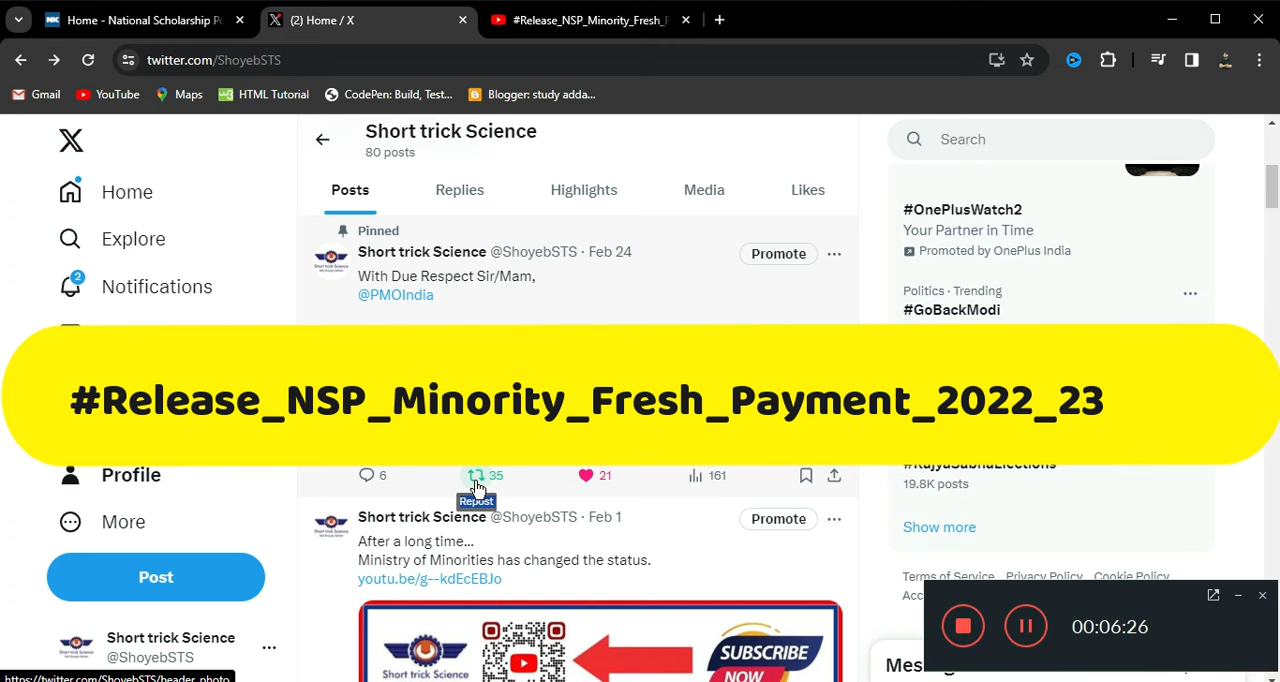 Home - National Scholarship Po
(2) Home / X
#Release_NSP_Minority_Fresh_P
twitter.com/ShoyebSTS
Gmail
YouTube
Maps
HTML Tutorial
CodePen: Build, Test...
Blogger: study adda...
Home
Explore
Notifications
2
Profile
More
Post
Short trick Science
@ShoyebSTS
https://twitter.com/ShoyebSTS/header_photo
Short trick Science
80 posts
Posts
Replies
Highlights
Media
Likes
Pinned
Short trick Science @ShoyebSTS · Feb 24
Promote
With Due Respect Sir/Mam,
@PMOIndia
#Release_NSP_Minority_Fresh_Payment_2022_23
6
35
21
161
Repost
Short trick Science @ShoyebSTS · Feb 1
Promote
After a long time...
Ministry of Minorities has changed the status.
youtu.be/g--kdEcEBJo
Short trick Science
SUBSCRIBE
NOW
Search
#OnePlusWatch2
Your Partner in Time
Promoted by OnePlus India
Politics · Trending
#GoBackModi
#RajyaSabhaElections
19.8K posts
Show more
Terms of Service Privacy Policy Cookie Policy
00:06:26